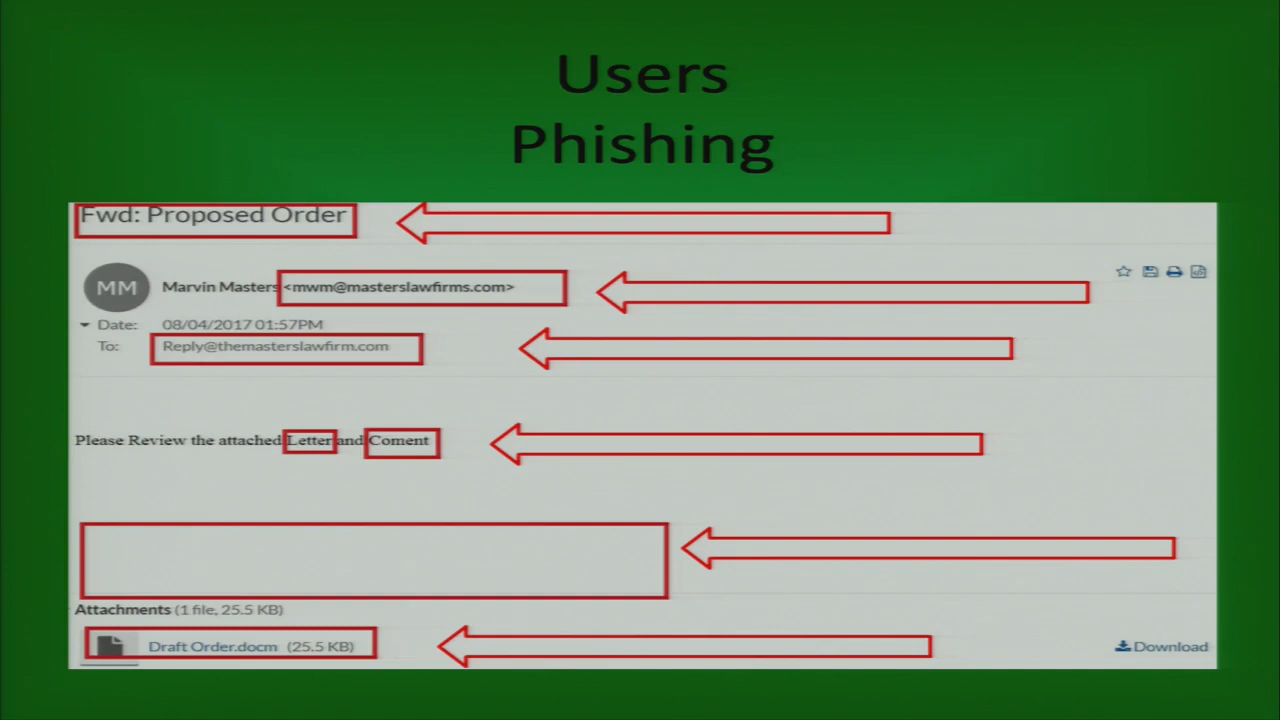 Users
Phishing
Fwd: Proposed Order
MM
Marvin Masters <mwm@masterslawfirms.com>
Date: 08/04/2017 01:57PM
To: Reply@themasterslawfirm.com
Please Review the attached Letter and Coment
Attachments (1 file, 25.5 KB)
Draft Order.docm (25.5 KB)
Download